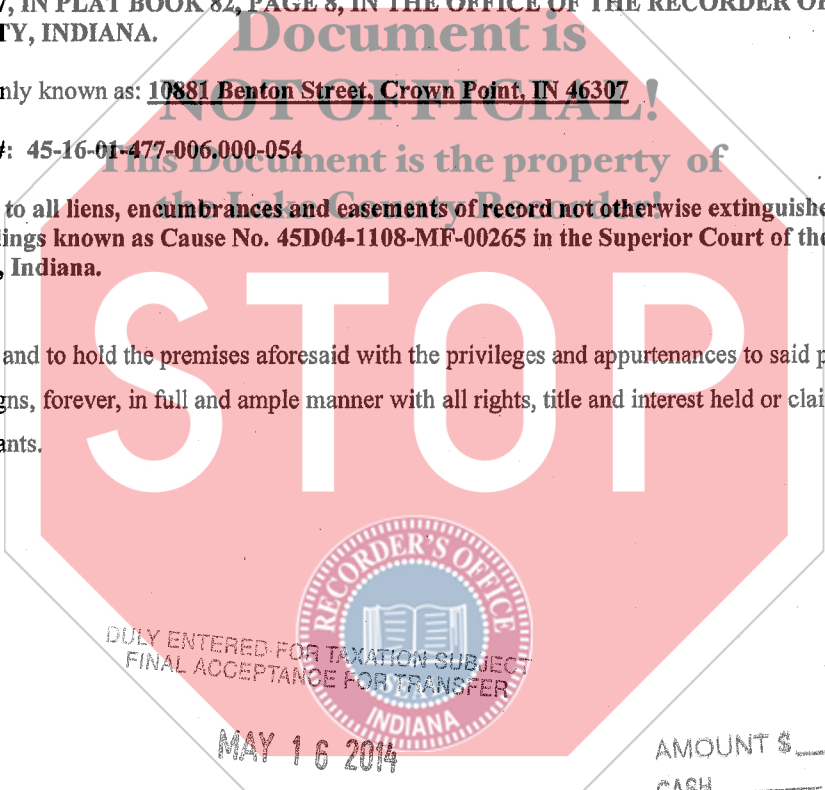 , IN PLAT BOOK 82, PAGE 8, IN THE OFFICE OF THE RECORDER OF
TY, INDIANA.
Document is
nly known as: 10881 Benton Street, Crown Point, IN 46307
NOT OFFICIAL!
#: 45-16-01-477-006.000-054
This Document is the property of
the Lake County Recorder!
to all liens, encumbrances and easements of record not otherwise extinguishe
ings known as Cause No. 45D04-1108-MF-00265 in the Superior Court of the
, Indiana.
STOP
and to hold the premises aforesaid with the privileges and appurtenances to said p
gns, forever, in full and ample manner with all rights, title and interest held or clai
ants.
RECORDER'S OFFICE
DULY ENTERED FOR TAXATION SUBJECT
FINAL ACCEPTANCE FOR TRANSFER
SEAL
INDIANA
MAY 16 2014
AMOUNT $
CASH